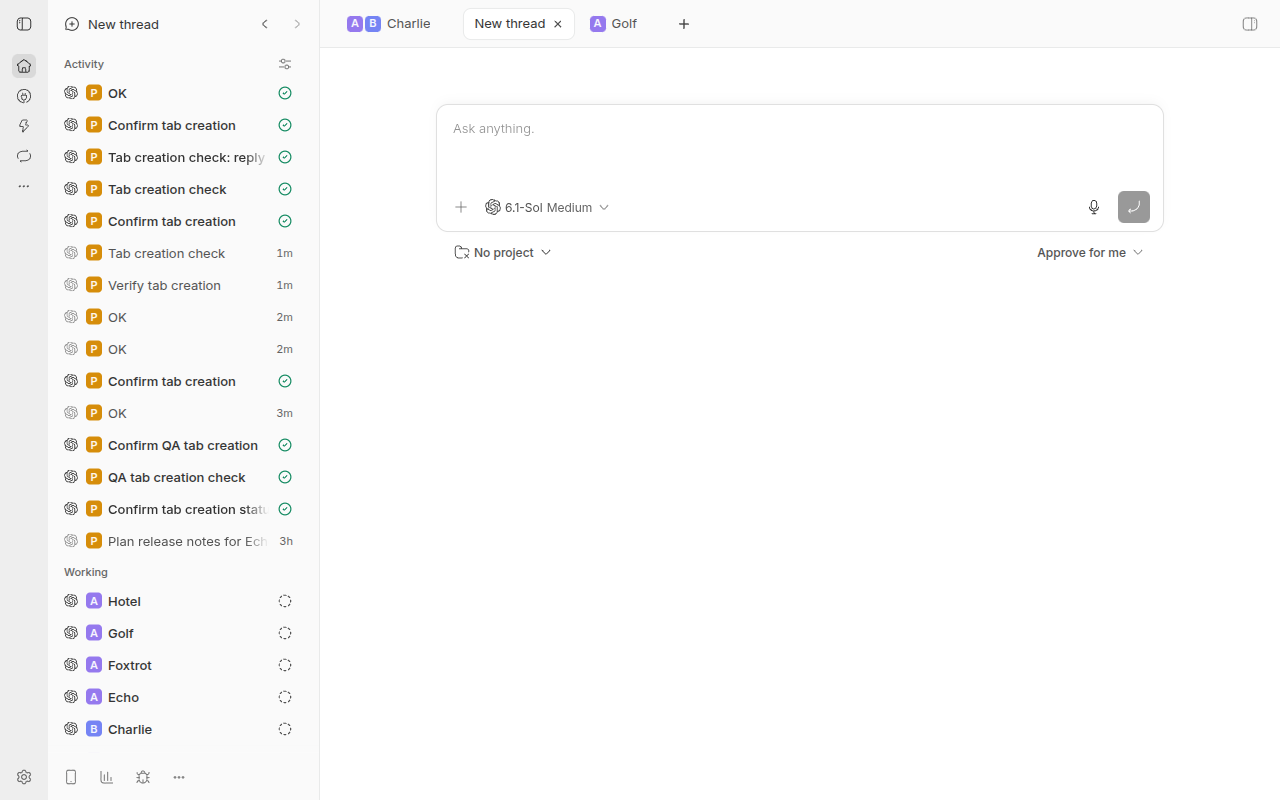 New thread
Activity
P OK
P Confirm tab creation
P Tab creation check: reply
P Tab creation check
P Confirm tab creation
P Tab creation check 1m
P Verify tab creation 1m
P OK 2m
P OK 2m
P Confirm tab creation
P OK 3m
P Confirm QA tab creation
P QA tab creation check
P Confirm tab creation statu
P Plan release notes for Ech 3h
Working
A Hotel
A Golf
A Foxtrot
A Echo
B Charlie
A B Charlie
New thread
A Golf
Ask anything.
6.1-Sol Medium
No project
Approve for me